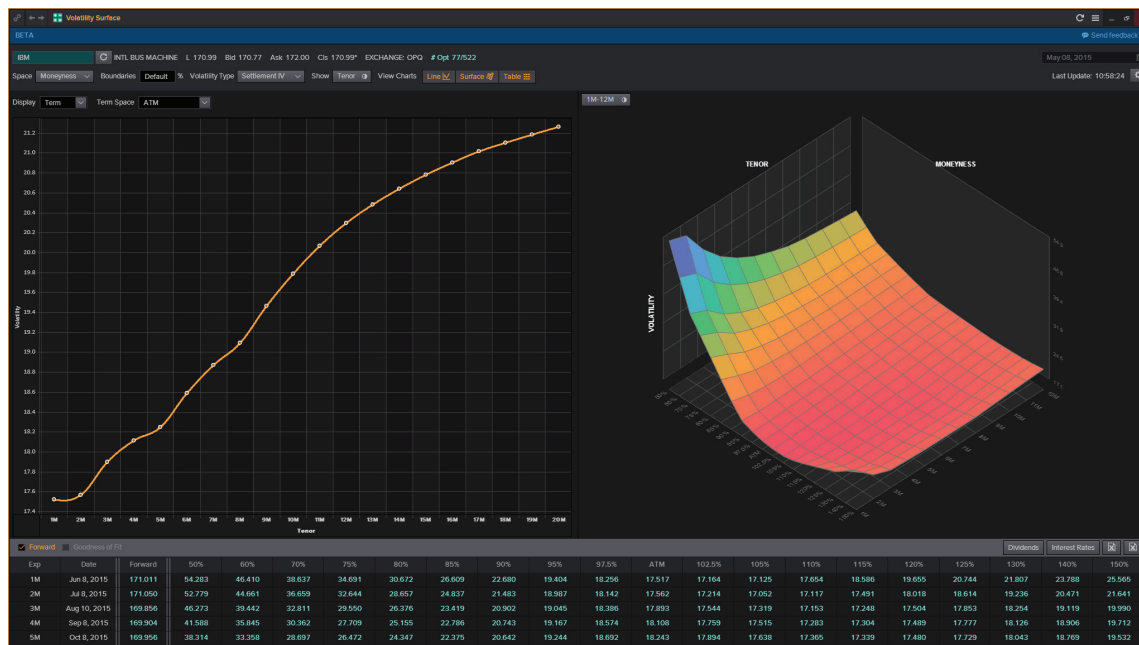 Volatility Surface
BETA
Send feedback
IBM INTL BUS MACHINE L 170.99 Bid 170.77 Ask 172.00 Cls 170.99* EXCHANGE: OPQ # Opt 77/522 May 08, 2015
Space Moneyness Boundaries Default % Volatility Type Settlement IV Show Tenor View Charts Line Surface Table Last Update: 10:58:24
Display Term Term Space ATM
1M-12M
21.2
21.0
20.8
20.6
20.4
20.2
20.0
19.8
19.6
19.4
19.2
19.0
18.8
18.6
18.4
18.2
18.0
17.8
17.6
17.4
Volatility
1M 2M 3M 4M 5M 6M 7M 8M 9M 10M 11M 12M 13M 14M 15M 16M 17M 18M 19M 20M
Tenor
TENOR
MONEYNESS
VOLATILITY
Forward Goodness of Fit Dividends Interest Rates
Exp Date Forward 50% 60% 70% 75% 80% 85% 90% 95% 97.5% ATM 102.5% 105% 110% 115% 120% 125% 130% 140% 150%
1M Jun 8, 2015 171.011 54.283 46.410 38.637 34.691 30.672 26.609 22.680 19.404 18.256 17.517 17.164 17.125 17.654 18.586 19.655 20.744 21.807 23.788 25.565
2M Jul 8, 2015 171.050 52.779 44.661 36.659 32.644 28.657 24.837 21.483 18.987 18.142 17.562 17.214 17.052 17.117 17.491 18.018 18.614 19.236 20.471 21.641
3M Aug 10, 2015 169.856 46.273 39.442 32.811 29.550 26.376 23.419 20.902 19.045 18.386 17.893 17.544 17.319 17.153 17.248 17.504 17.853 18.254 19.119 19.990
4M Sep 8, 2015 169.904 41.588 35.845 30.362 27.709 25.155 22.786 20.743 19.167 18.574 18.108 17.759 17.515 17.283 17.304 17.489 17.777 18.126 18.906 19.712
5M Oct 8, 2015 169.956 38.314 33.358 28.697 26.472 24.347 22.375 20.642 19.244 18.692 18.243 17.894 17.638 17.365 17.339 17.480 17.729 18.043 18.769 19.532